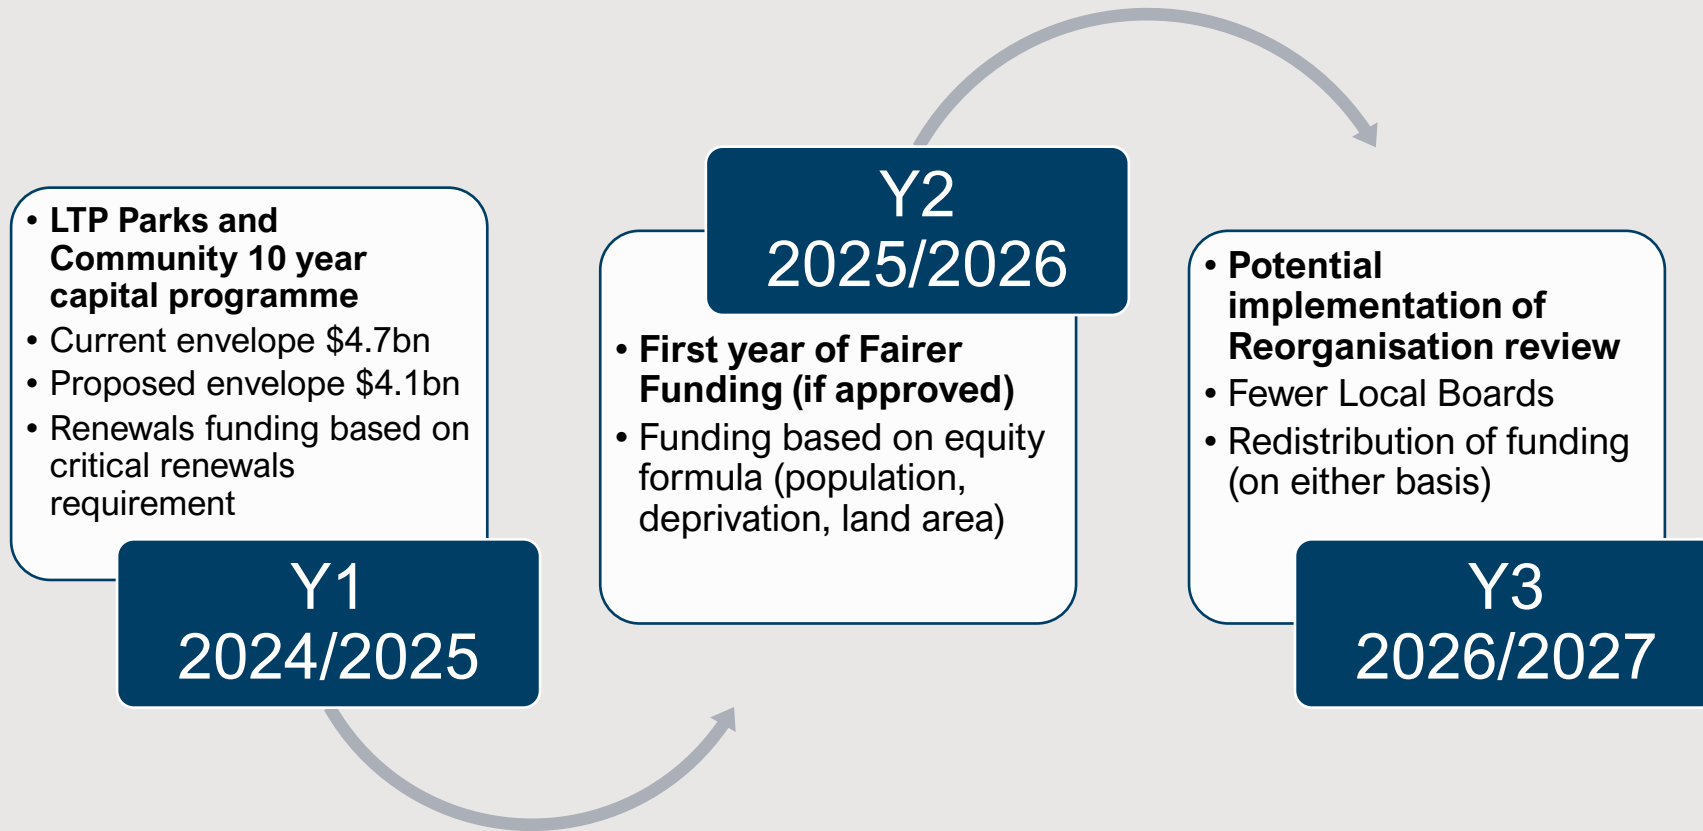 • LTP Parks and
Community 10 year
capital programme
• Current envelope $4.7bn
• Proposed envelope $4.1bn
• Renewals funding based on
critical renewals
requirement
Y1
2024/2025
Y2
2025/2026
• First year of Fairer
Funding (if approved)
• Funding based on equity
formula (population,
deprivation, land area)
• Potential
implementation of
Reorganisation review
• Fewer Local Boards
• Redistribution of funding
(on either basis)
Y3
2026/2027